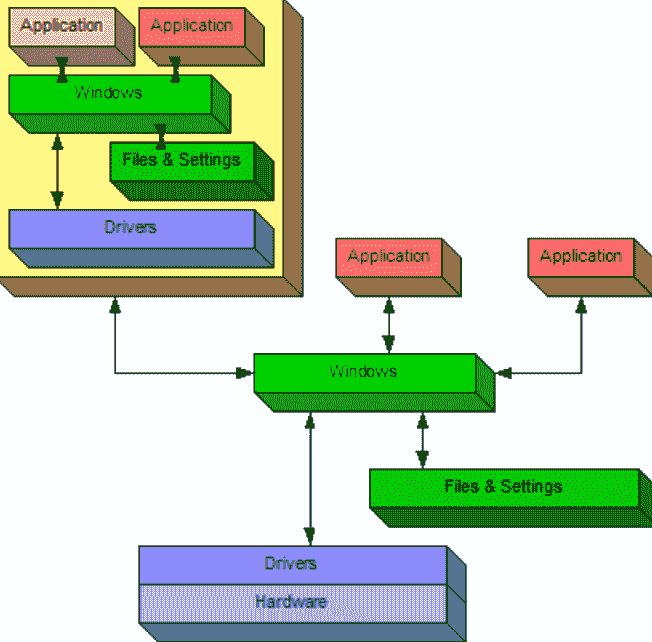 Application
Application
Windows
Files & Settings
Drivers
Application
Application
Windows
Files & Settings
Drivers
Hardware